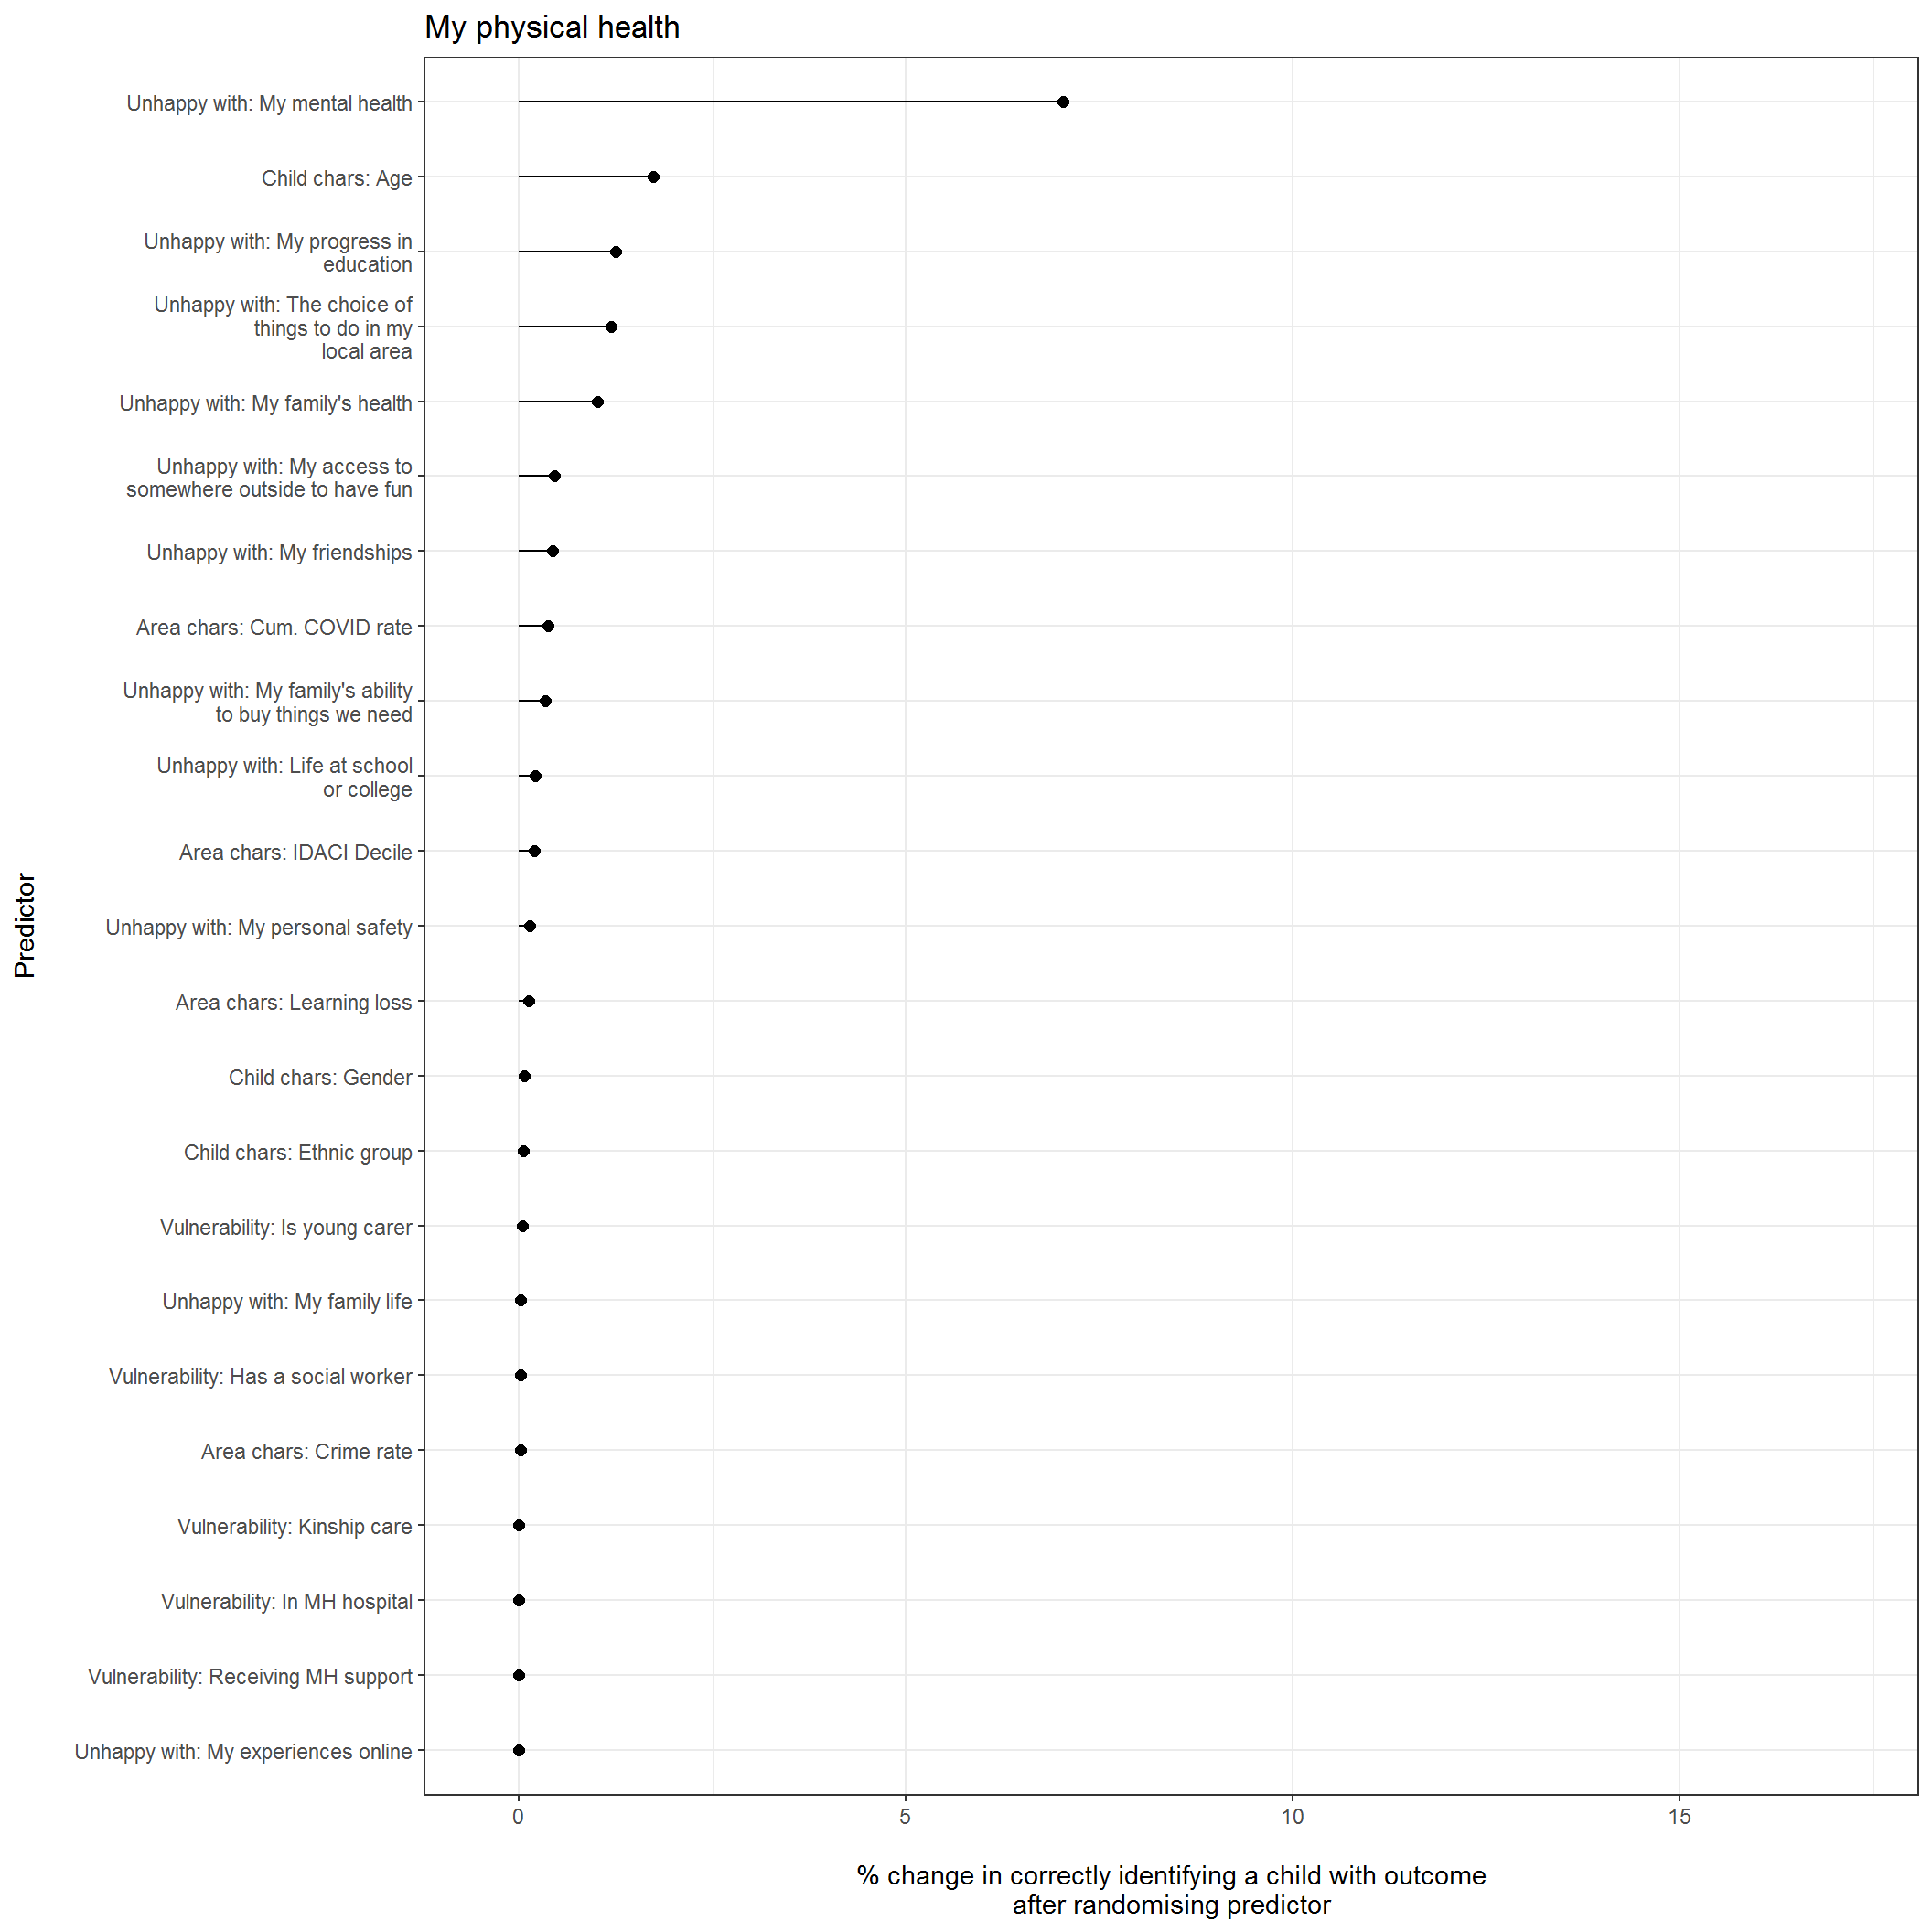 My physical health
Unhappy with: My mental health
Child chars: Age
Unhappy with: My progress in
education
Unhappy with: The choice of
things to do in my
local area
Unhappy with: My family's health
Unhappy with: My access to
somewhere outside to have fun
Unhappy with: My friendships
Area chars: Cum. COVID rate
Unhappy with: My family's ability
to buy things we need
Unhappy with: Life at school
or college
Area chars: IDACI Decile
Unhappy with: My personal safety
Area chars: Learning loss
Child chars: Gender
Child chars: Ethnic group
Vulnerability: Is young carer
Unhappy with: My family life
Vulnerability: Has a social worker
Area chars: Crime rate
Vulnerability: Kinship care
Vulnerability: In MH hospital
Vulnerability: Receiving MH support
Unhappy with: My experiences online
Predictor
0 5 10 15
% change in correctly identifying a child with outcome
after randomising predictor